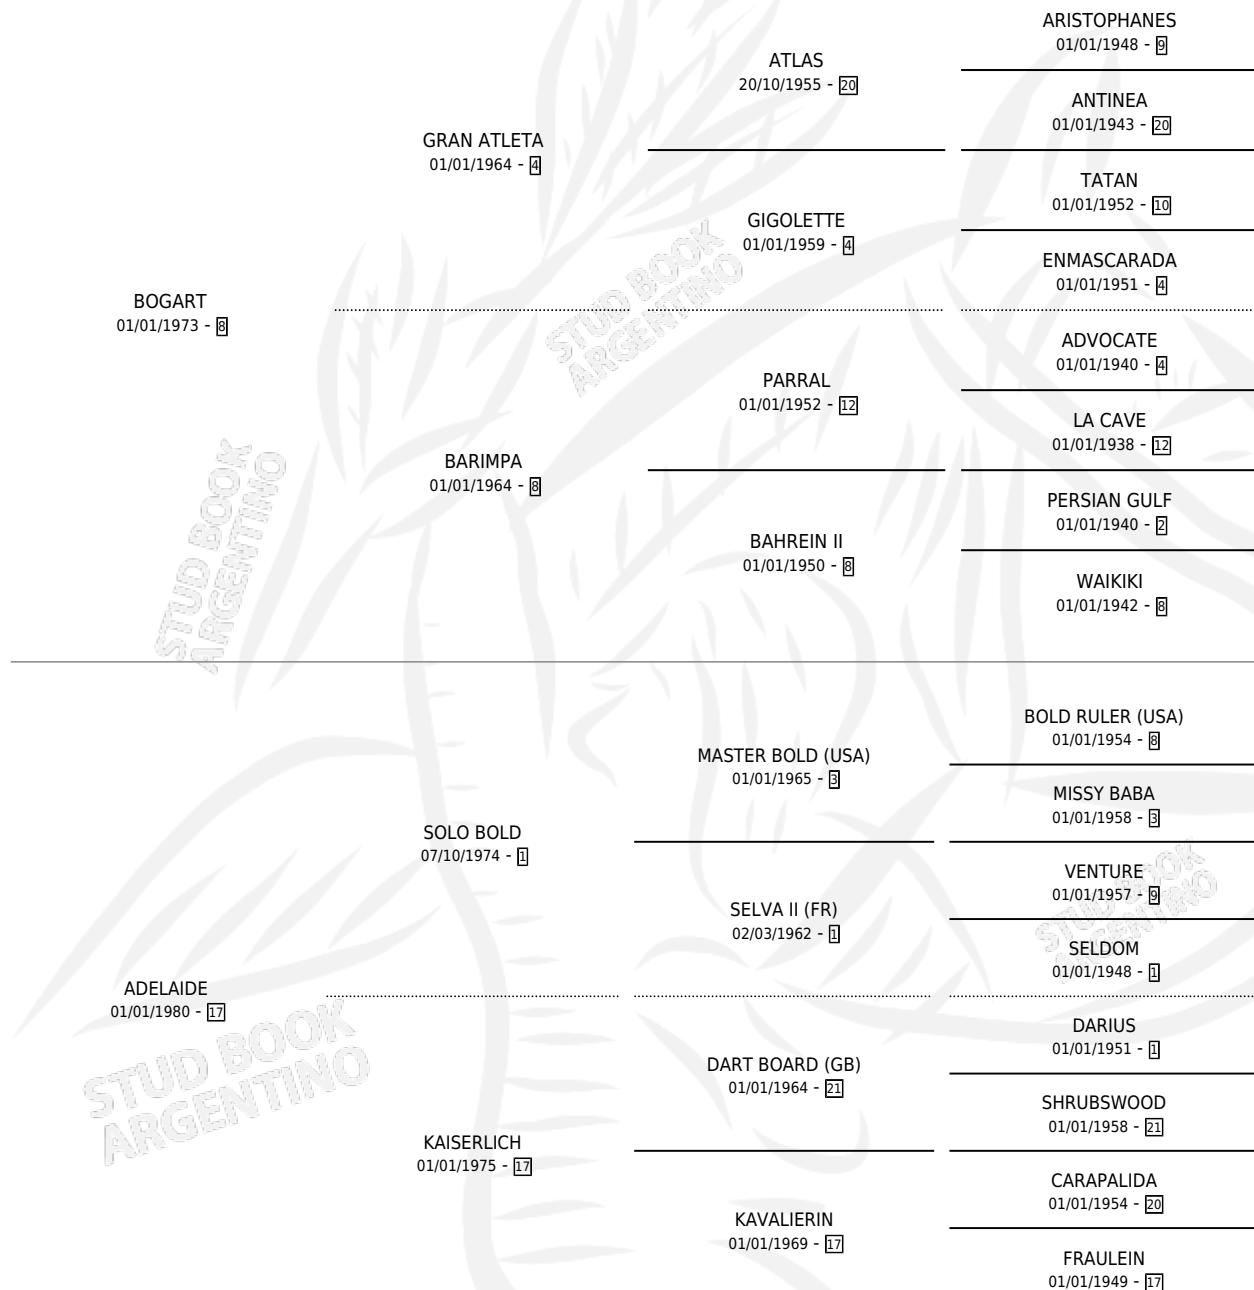 ARISTOPHANES
01/01/1948 - 9
ATLAS
20/10/1955 - 20
ANTINEA
01/01/1943 - 20
GRAN ATLETA
01/01/1964 - 4
TATAN
01/01/1952 - 10
GIGOLETTE
01/01/1959 - 4
ENMASCARADA
01/01/1951 - 4
BOGART
01/01/1973 - 8
STUD BOOK
ARGENTINO
ADVOCATE
01/01/1940 - 4
PARRAL
01/01/1952 - 12
LA CAVE
01/01/1938 - 12
BARIMPA
01/01/1964 - 8
PERSIAN GULF
01/01/1940 - 2
BAHREIN II
01/01/1950 - 8
WAIKIKI
01/01/1942 - 8
STUD BOOK
ARGENTINO
BOLD RULER (USA)
01/01/1954 - 8
MASTER BOLD (USA)
01/01/1965 - 3
MISSY BABA
01/01/1958 - 3
SOLO BOLD
07/10/1974 - 1
VENTURE
01/01/1957 - 9
SELVA II (FR)
02/03/1962 - 1
SELDOM
01/01/1948 - 1
STUD BOOK
ARGENTINO
ADELAIDE
01/01/1980 - 17
DARIUS
01/01/1951 - 1
DART BOARD (GB)
01/01/1964 - 21
SHRUBSWOOD
01/01/1958 - 21
STUD BOOK
ARGENTINO
KAISERLICH
01/01/1975 - 17
CARAPALIDA
01/01/1954 - 20
KAVALIERIN
01/01/1969 - 17
FRAULEIN
01/01/1949 - 17